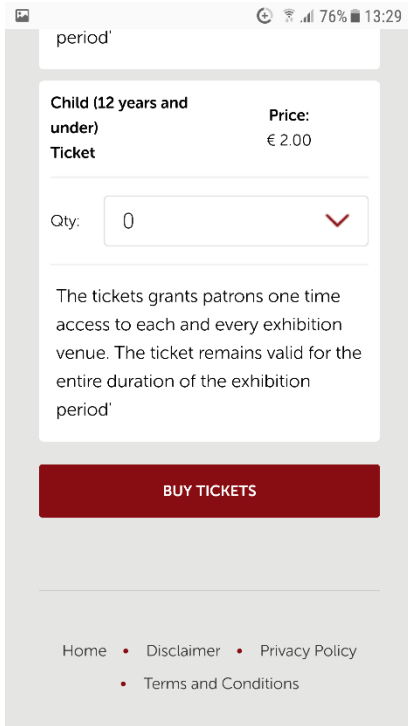 76% 13:29
period'
Child (12 years and
under)
Ticket
Price:
€ 2.00
Qty:
0
The tickets grants patrons one time
access to each and every exhibition
venue. The ticket remains valid for the
entire duration of the exhibition
period'
BUY TICKETS
Home • Disclaimer • Privacy Policy
• Terms and Conditions